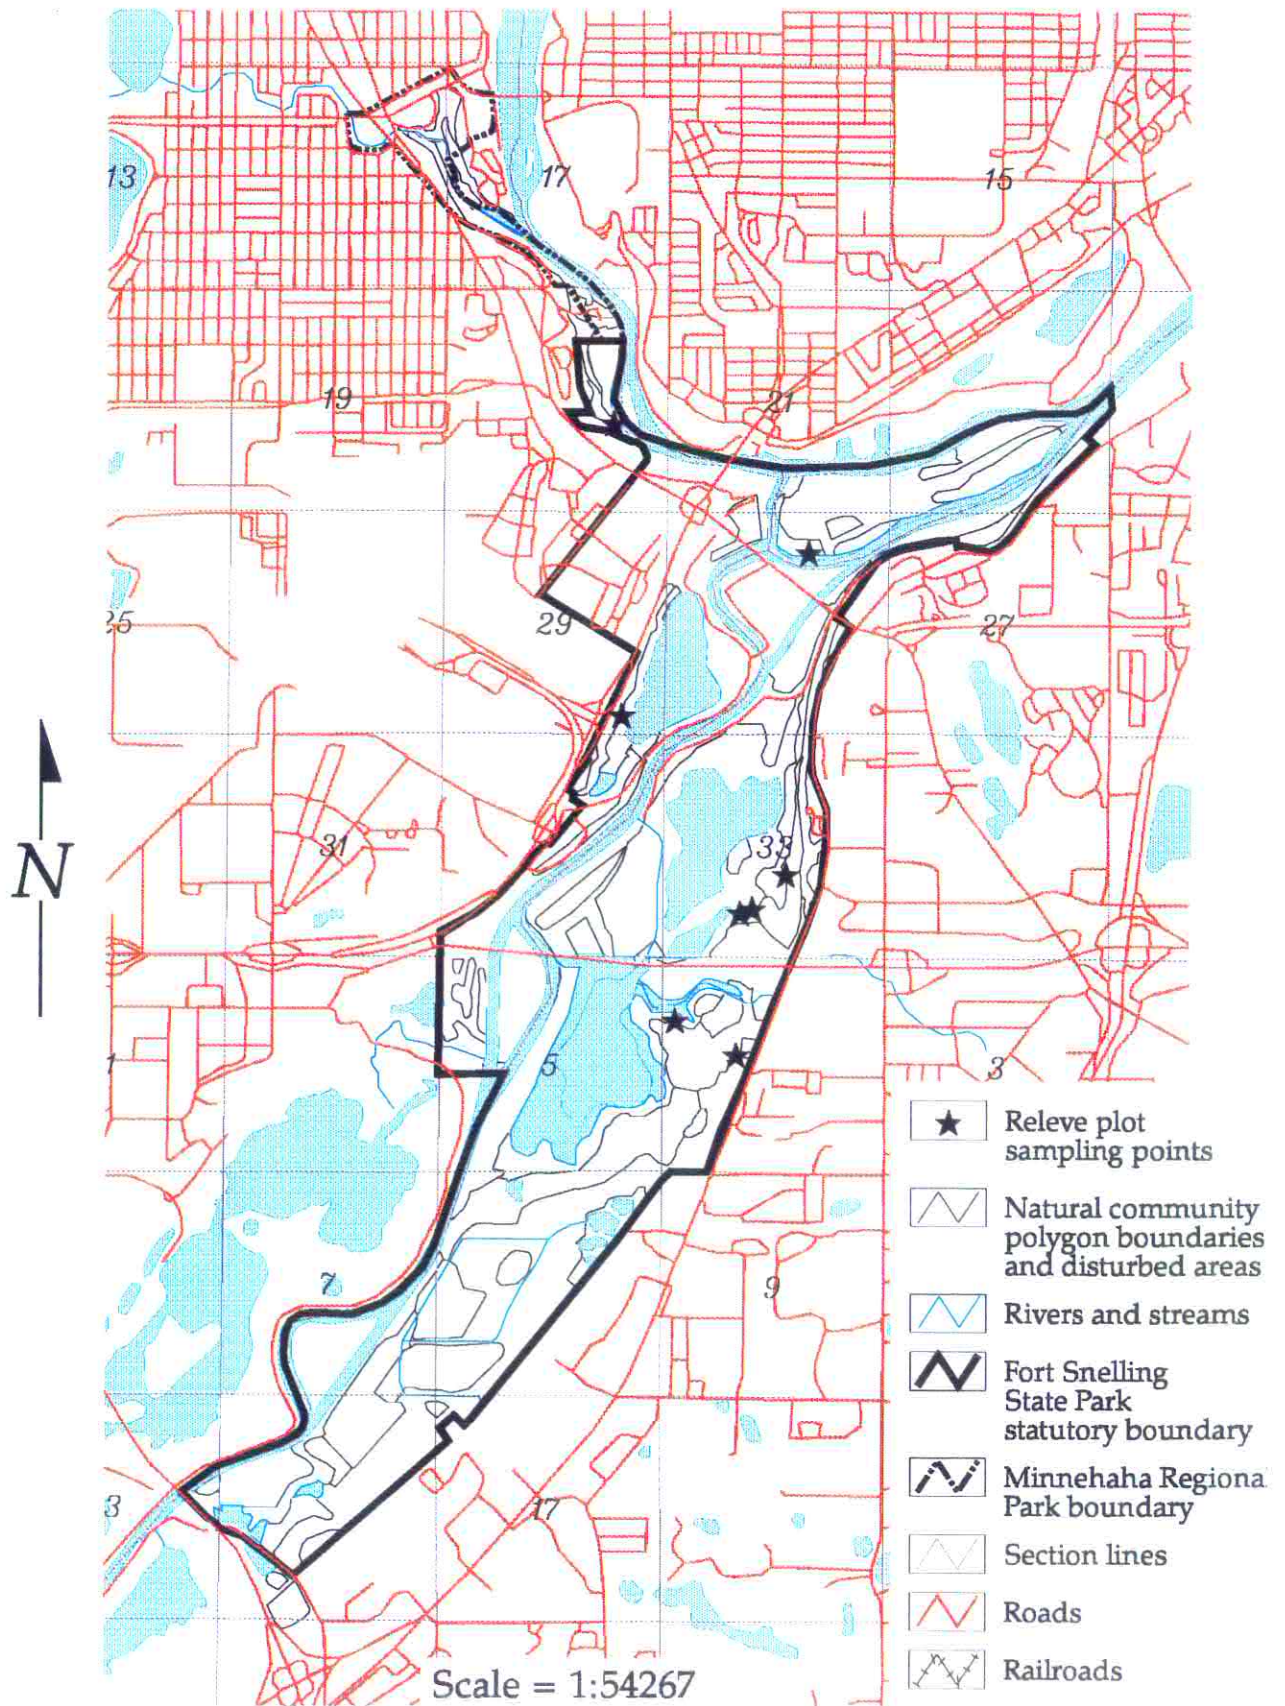 13
17
15
19
21
25
29
27
N
31
33
5
3
7
9
3
17
Releve plot
sampling points
Natural community
polygon boundaries
and disturbed areas
Rivers and streams
Fort Snelling
State Park
statutory boundary
Minnehaha Regiona
Park boundary
Section lines
Roads
Railroads
Scale = 1:54267